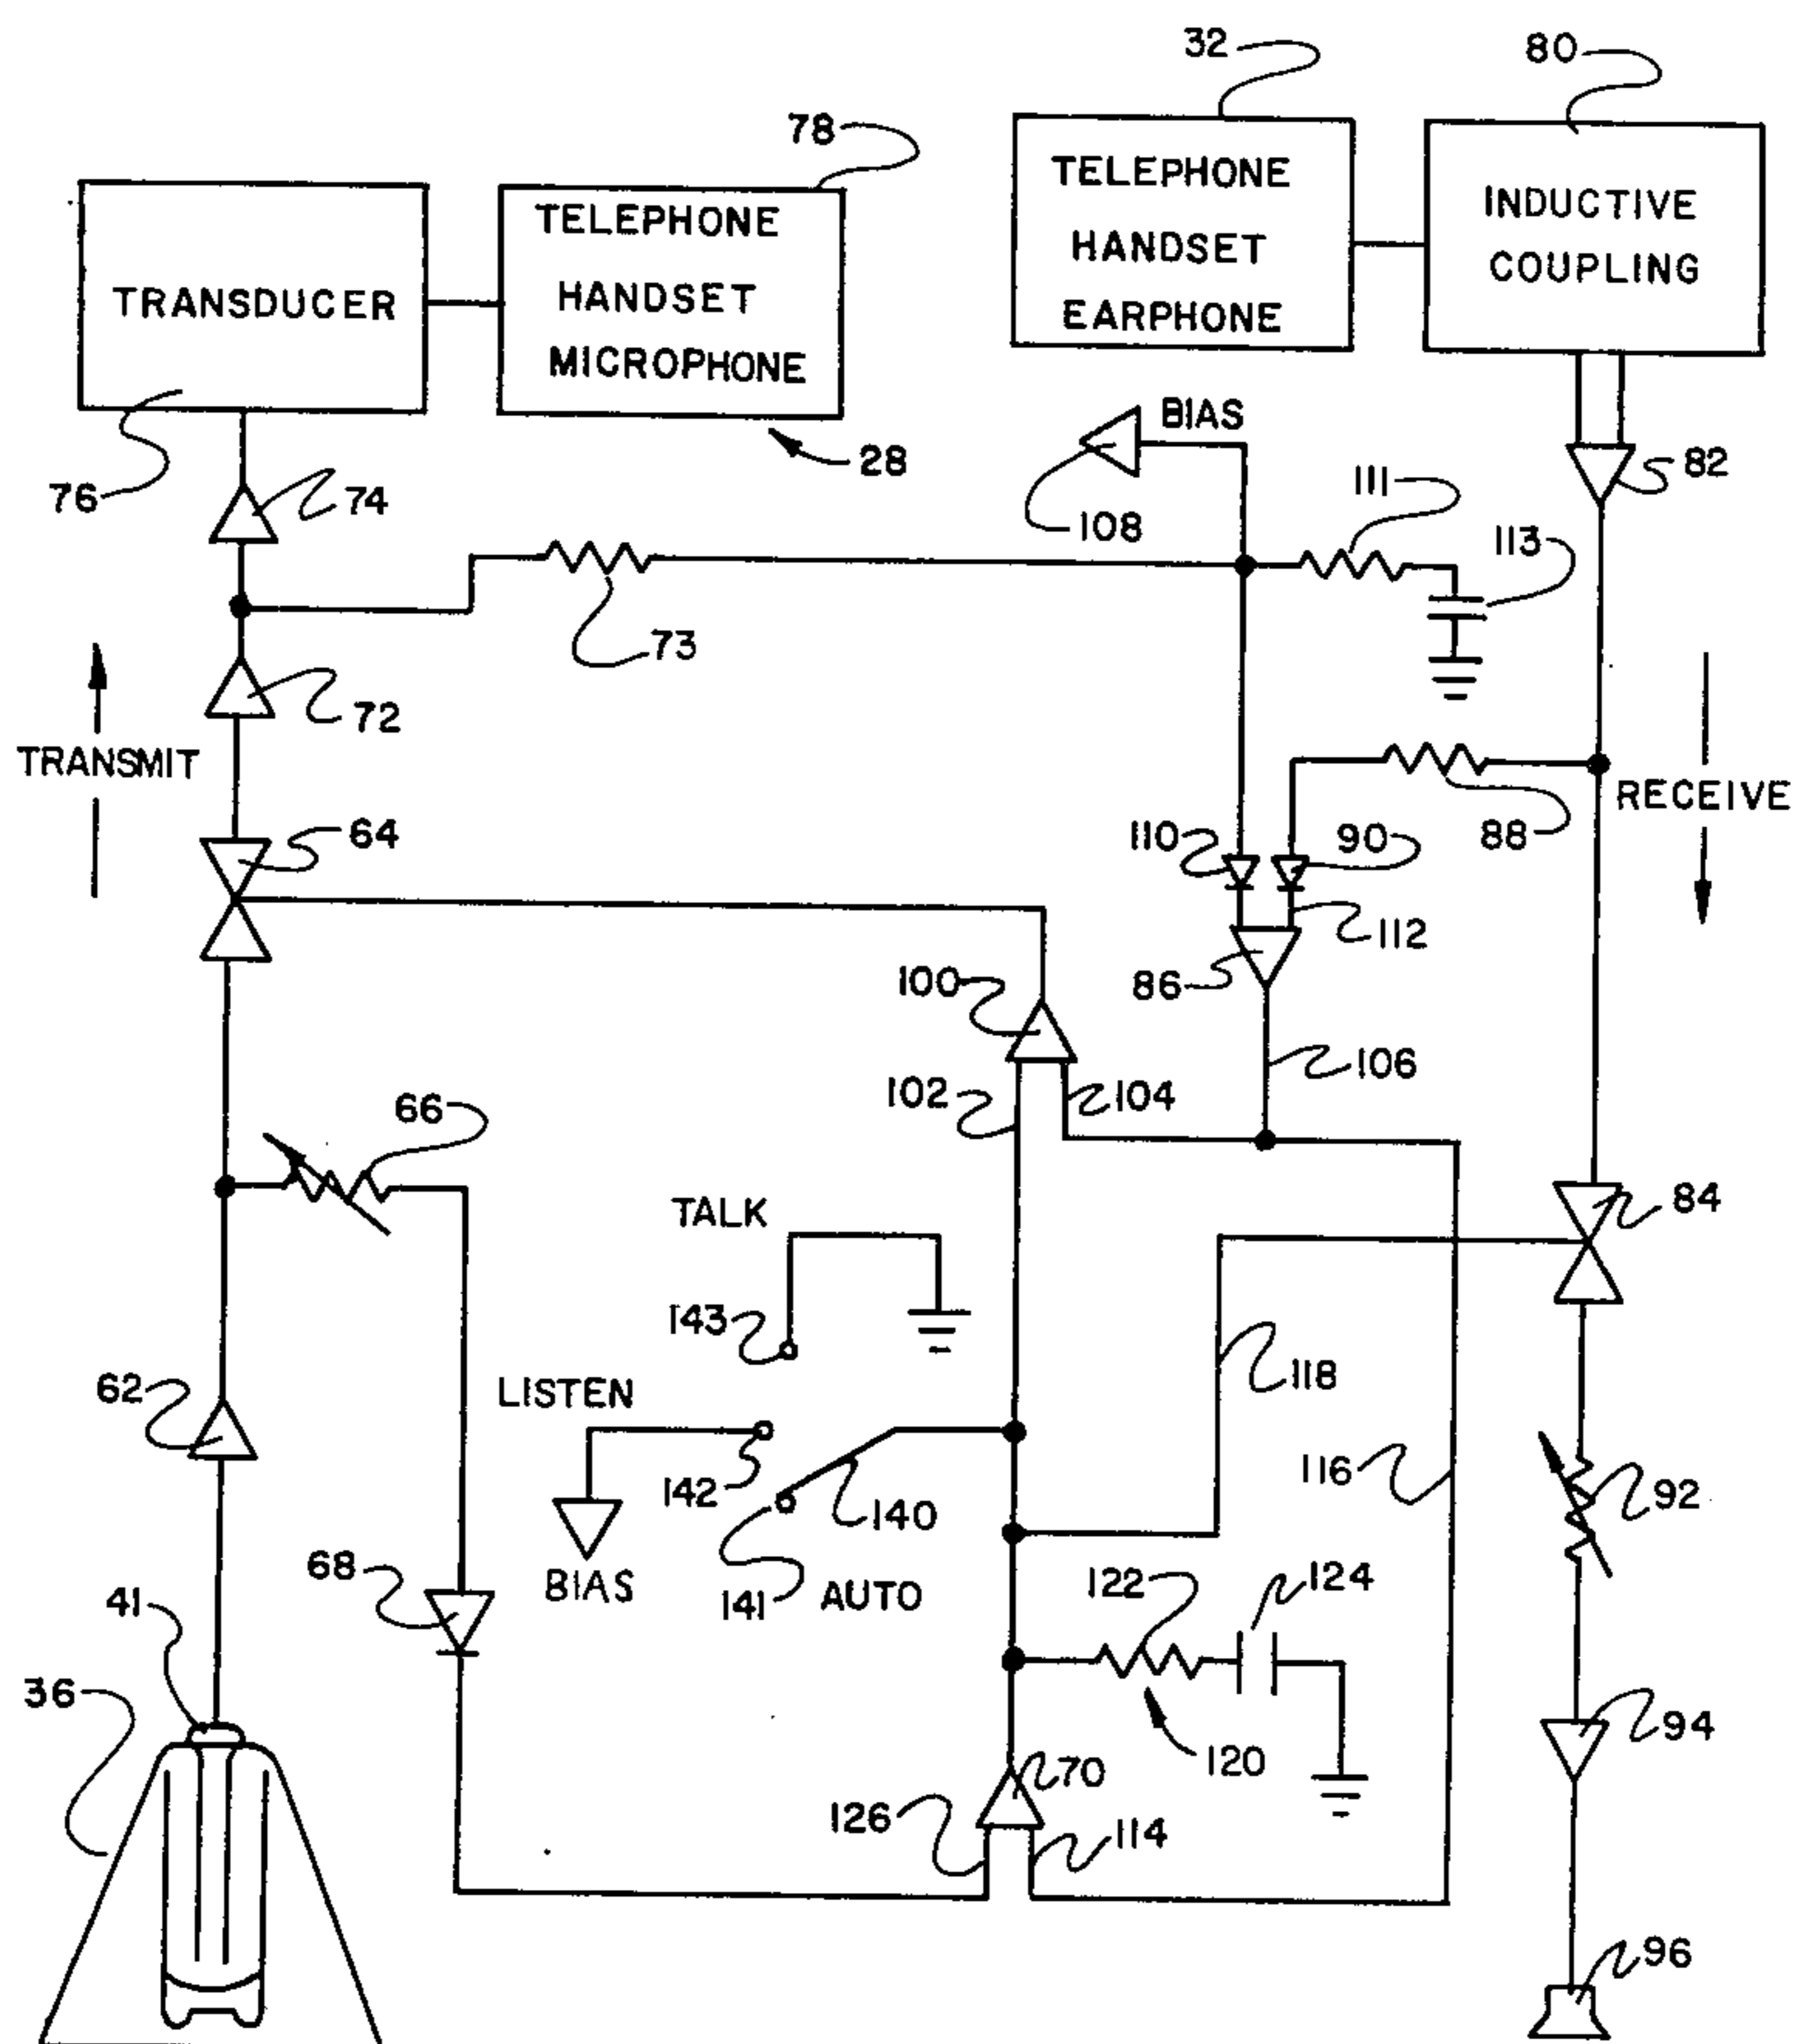 32
80
78
TELEPHONE
HANDSET
EARPHONE
INDUCTIVE
COUPLING
TRANSDUCER
TELEPHONE
HANDSET
MICROPHONE
BIAS
28
82
76
74
108
111
113
73
72
TRANSMIT
RECEIVE
64
110
90
88
112
100
86
102
104
106
66
TALK
84
143
118
62
LISTEN
116
142
140
92
68
BIAS
141
AUTO
122
124
41
36
120
94
70
126
114
96